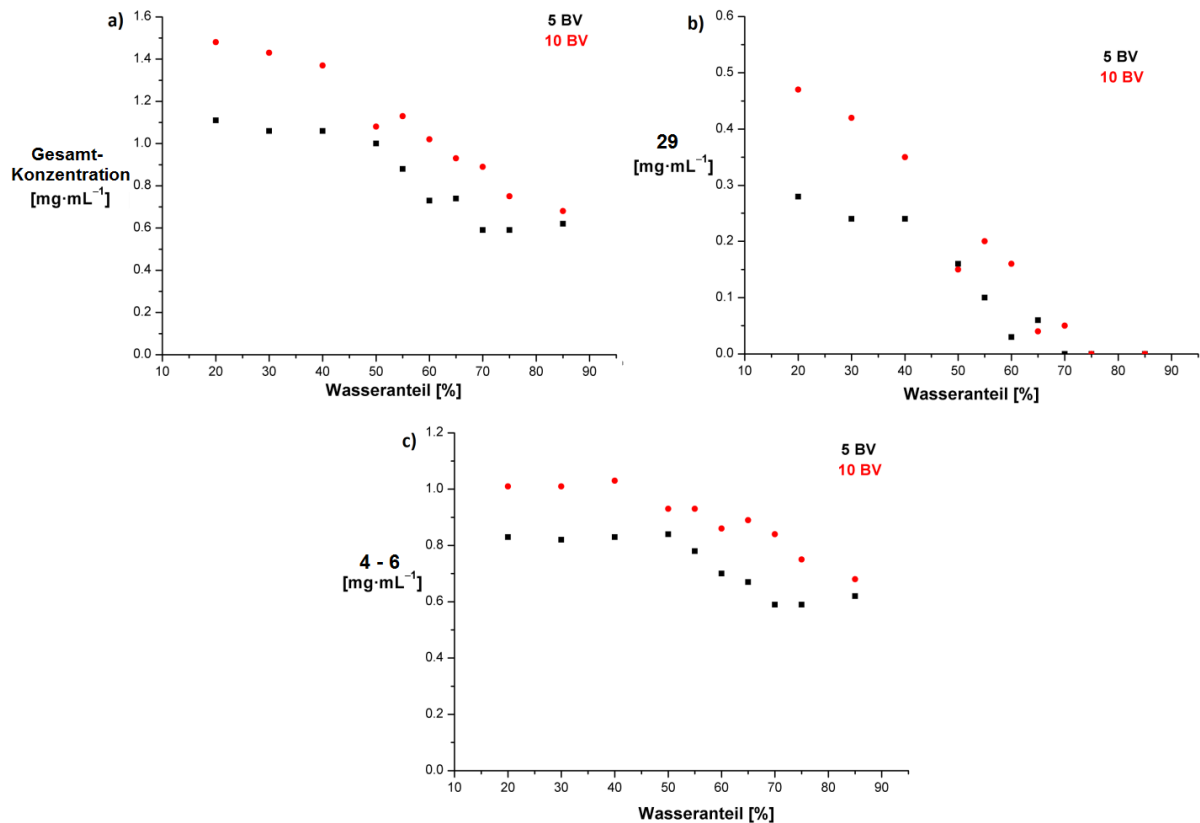 a)
5 BV
10 BV
Gesamt-
Konzentration
[mg·mL⁻¹]
1.6
1.4
1.2
1.0
0.8
0.6
0.4
0.2
0.0
10 20 30 40 50 60 70 80 90
Wasseranteil [%]
b)
5 BV
10 BV
29
[mg·mL⁻¹]
0.6
0.5
0.4
0.3
0.2
0.1
0.0
10 20 30 40 50 60 70 80 90
Wasseranteil [%]
c)
5 BV
10 BV
4 - 6
[mg·mL⁻¹]
1.2
1.0
0.8
0.6
0.4
0.2
0.0
10 20 30 40 50 60 70 80 90
Wasseranteil [%]